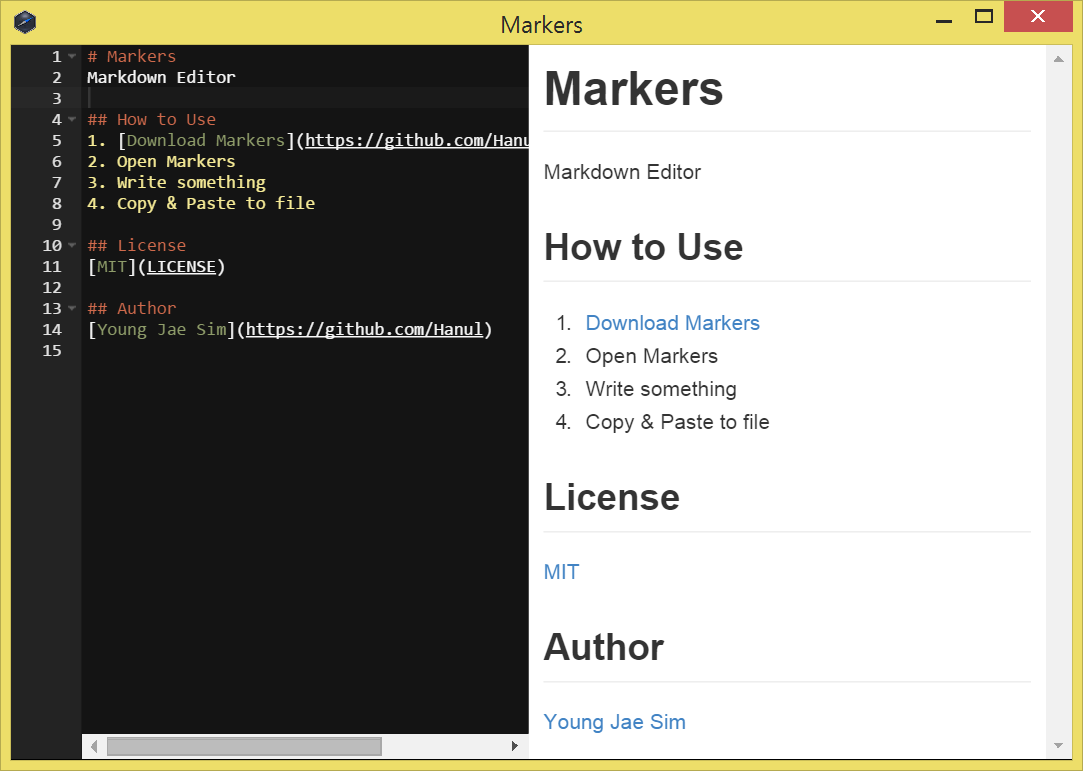 Markers
1 # Markers
2 Markdown Editor
3
4 ## How to Use
5 1. [Download Markers](https://github.com/Hanu
6 2. Open Markers
7 3. Write something
8 4. Copy & Paste to file
9
10 ## License
11 [MIT](LICENSE)
12
13 ## Author
14 [Young Jae Sim](https://github.com/Hanul)
15
Markers
Markdown Editor
How to Use
1. Download Markers
2. Open Markers
3. Write something
4. Copy & Paste to file
License
MIT
Author
Young Jae Sim